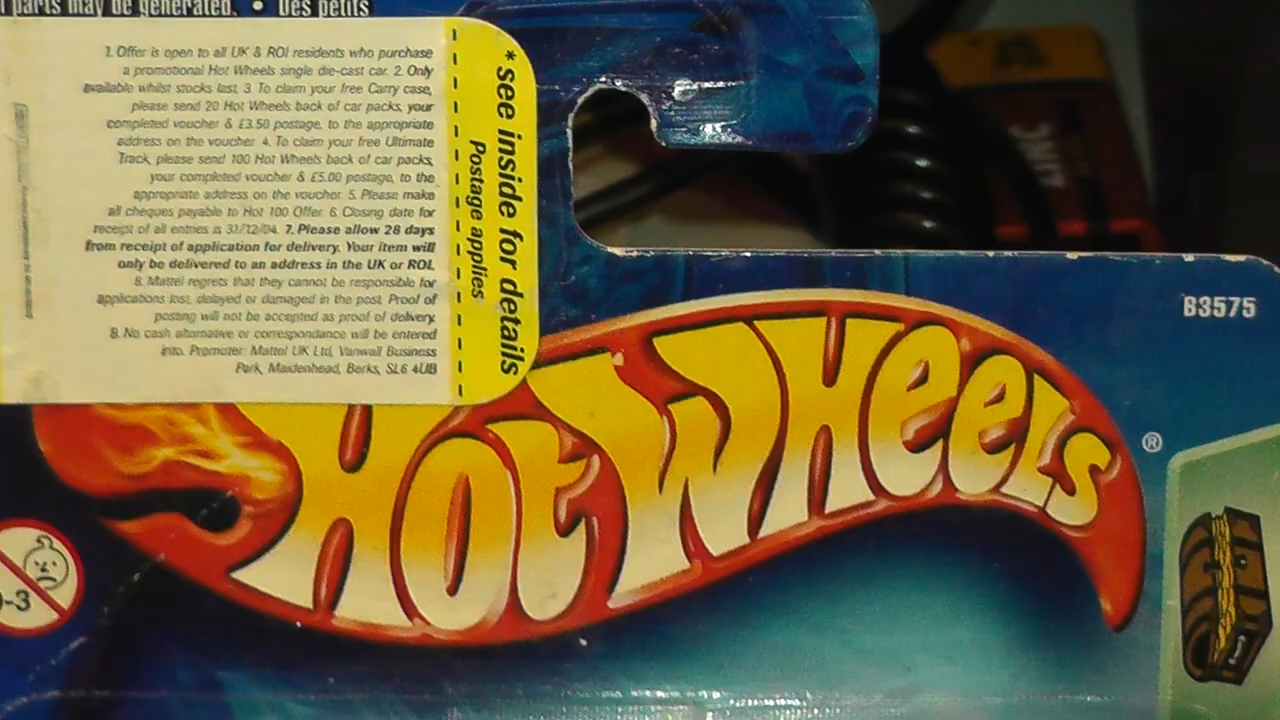 parts may be generated. • Des petits
1. Offer is open to all UK & ROI residents who purchase
a promotional Hot Wheels single die-cast car. 2. Only
available whilst stocks last. 3. To claim your free Carry case,
please send 20 Hot Wheels back of car packs, your
completed voucher & £3.50 postage, to the appropriate
address on the voucher. 4. To claim your free Ultimate
Track, please send 100 Hot Wheels back of car packs,
your completed voucher & £5.00 postage, to the
appropriate address on the voucher. 5. Please make
all cheques payable to Hot 100 Offer. 6. Closing date for
receipt of all entries is 31/12/04. 7. Please allow 28 days
from receipt of application for delivery. Your item will
only be delivered to an address in the UK or ROI.
8. Mattel regrets that they cannot be responsible for
applications lost, delayed or damaged in the post. Proof of
posting will not be accepted as proof of delivery.
9. No cash alternative or correspondance will be entered
into. Promoter: Mattel UK Ltd, Vanwall Business
Park, Maidenhead, Berks, SL6 4UB
* see inside for details
Postage applies
ZINC
B3575
HOT WHEELS
®
0-3